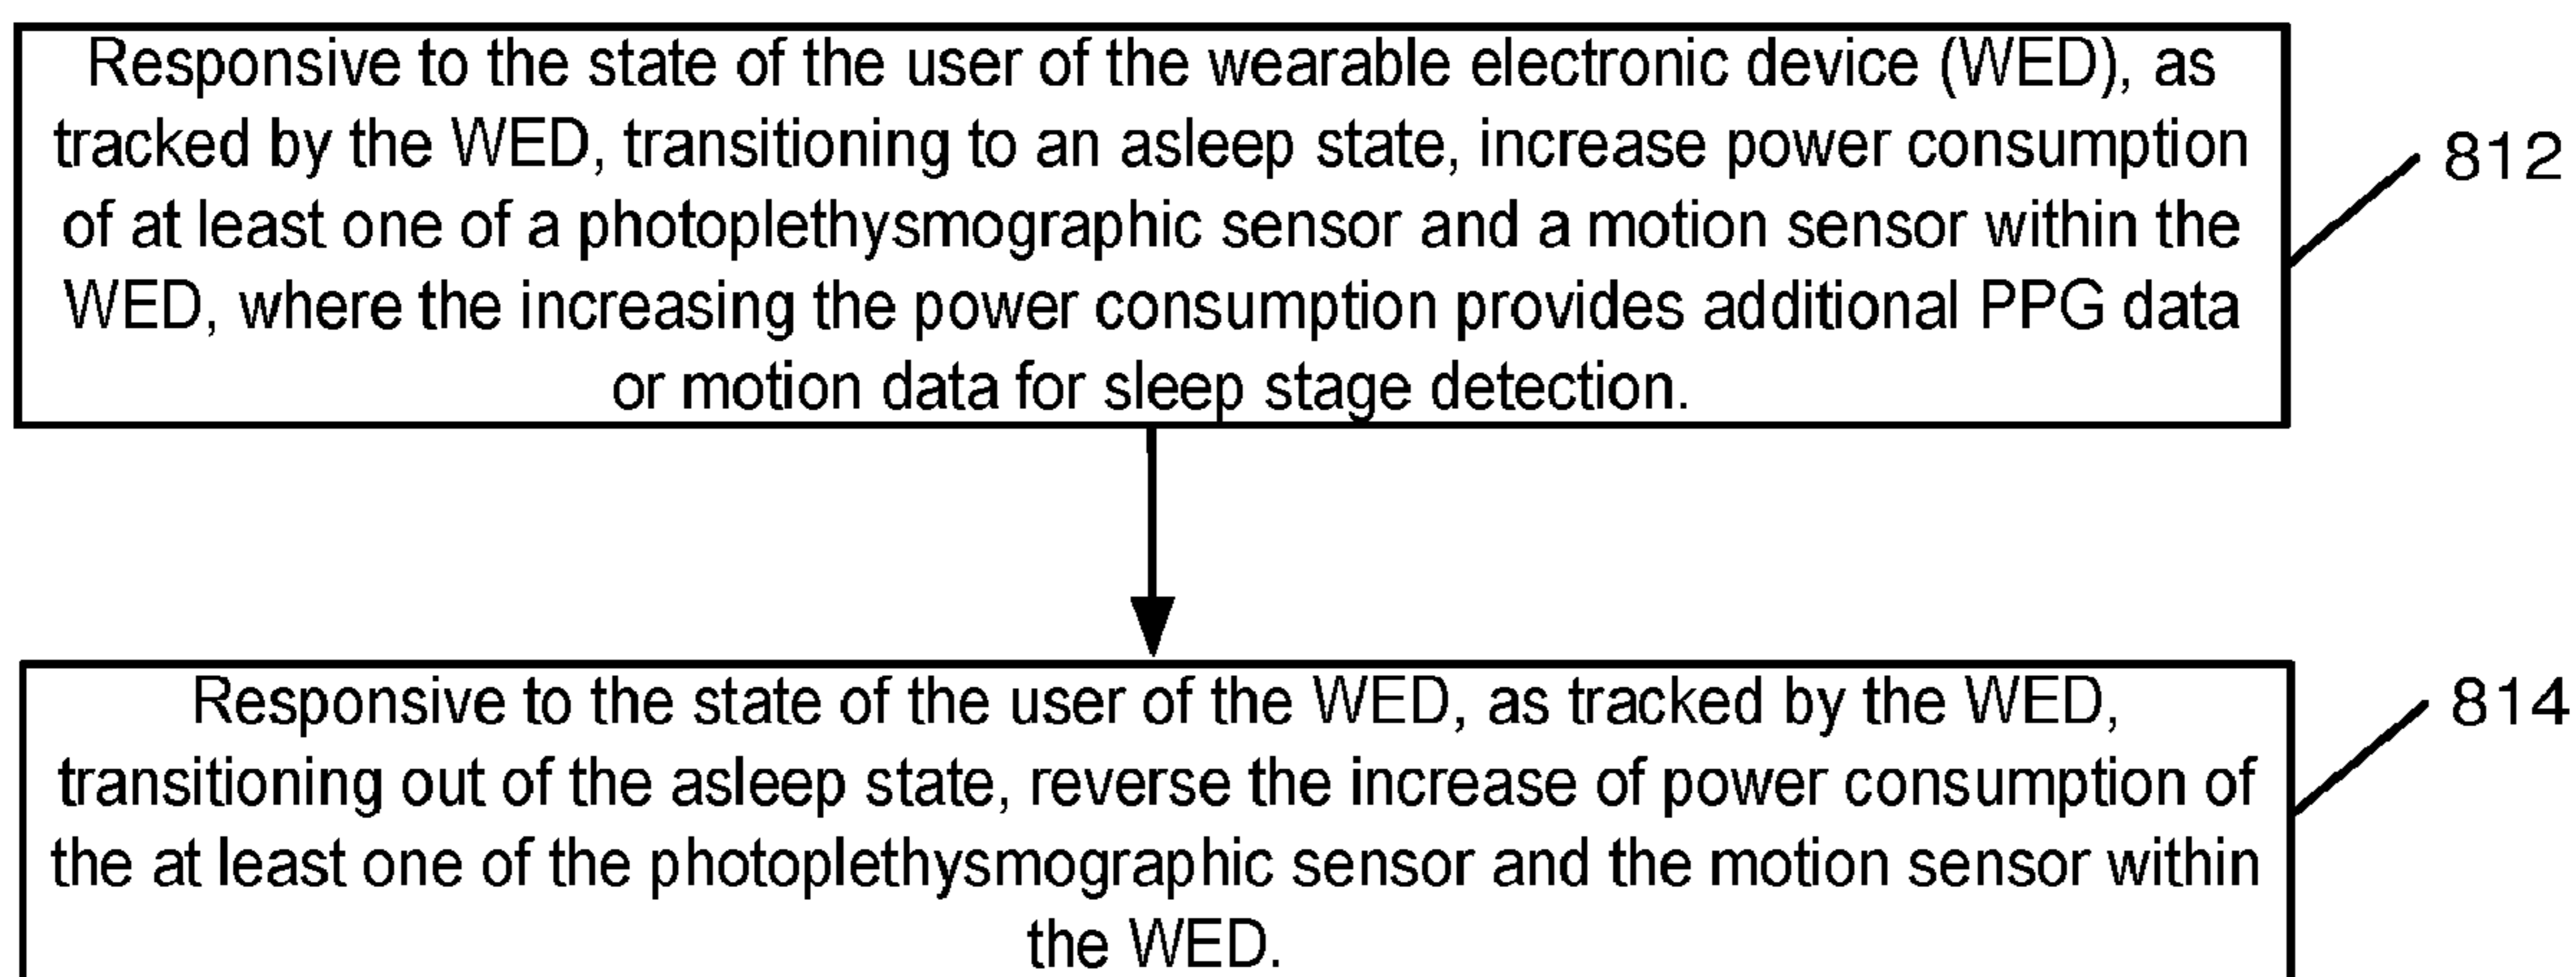 Responsive to the state of the user of the wearable electronic device (WED), as
tracked by the WED, transitioning to an asleep state, increase power consumption
of at least one of a photoplethysmographic sensor and a motion sensor within the
WED, where the increasing the power consumption provides additional PPG data
or motion data for sleep stage detection.
812
Responsive to the state of the user of the WED, as tracked by the WED,
transitioning out of the asleep state, reverse the increase of power consumption of
the at least one of the photoplethysmographic sensor and the motion sensor within
the WED.
814